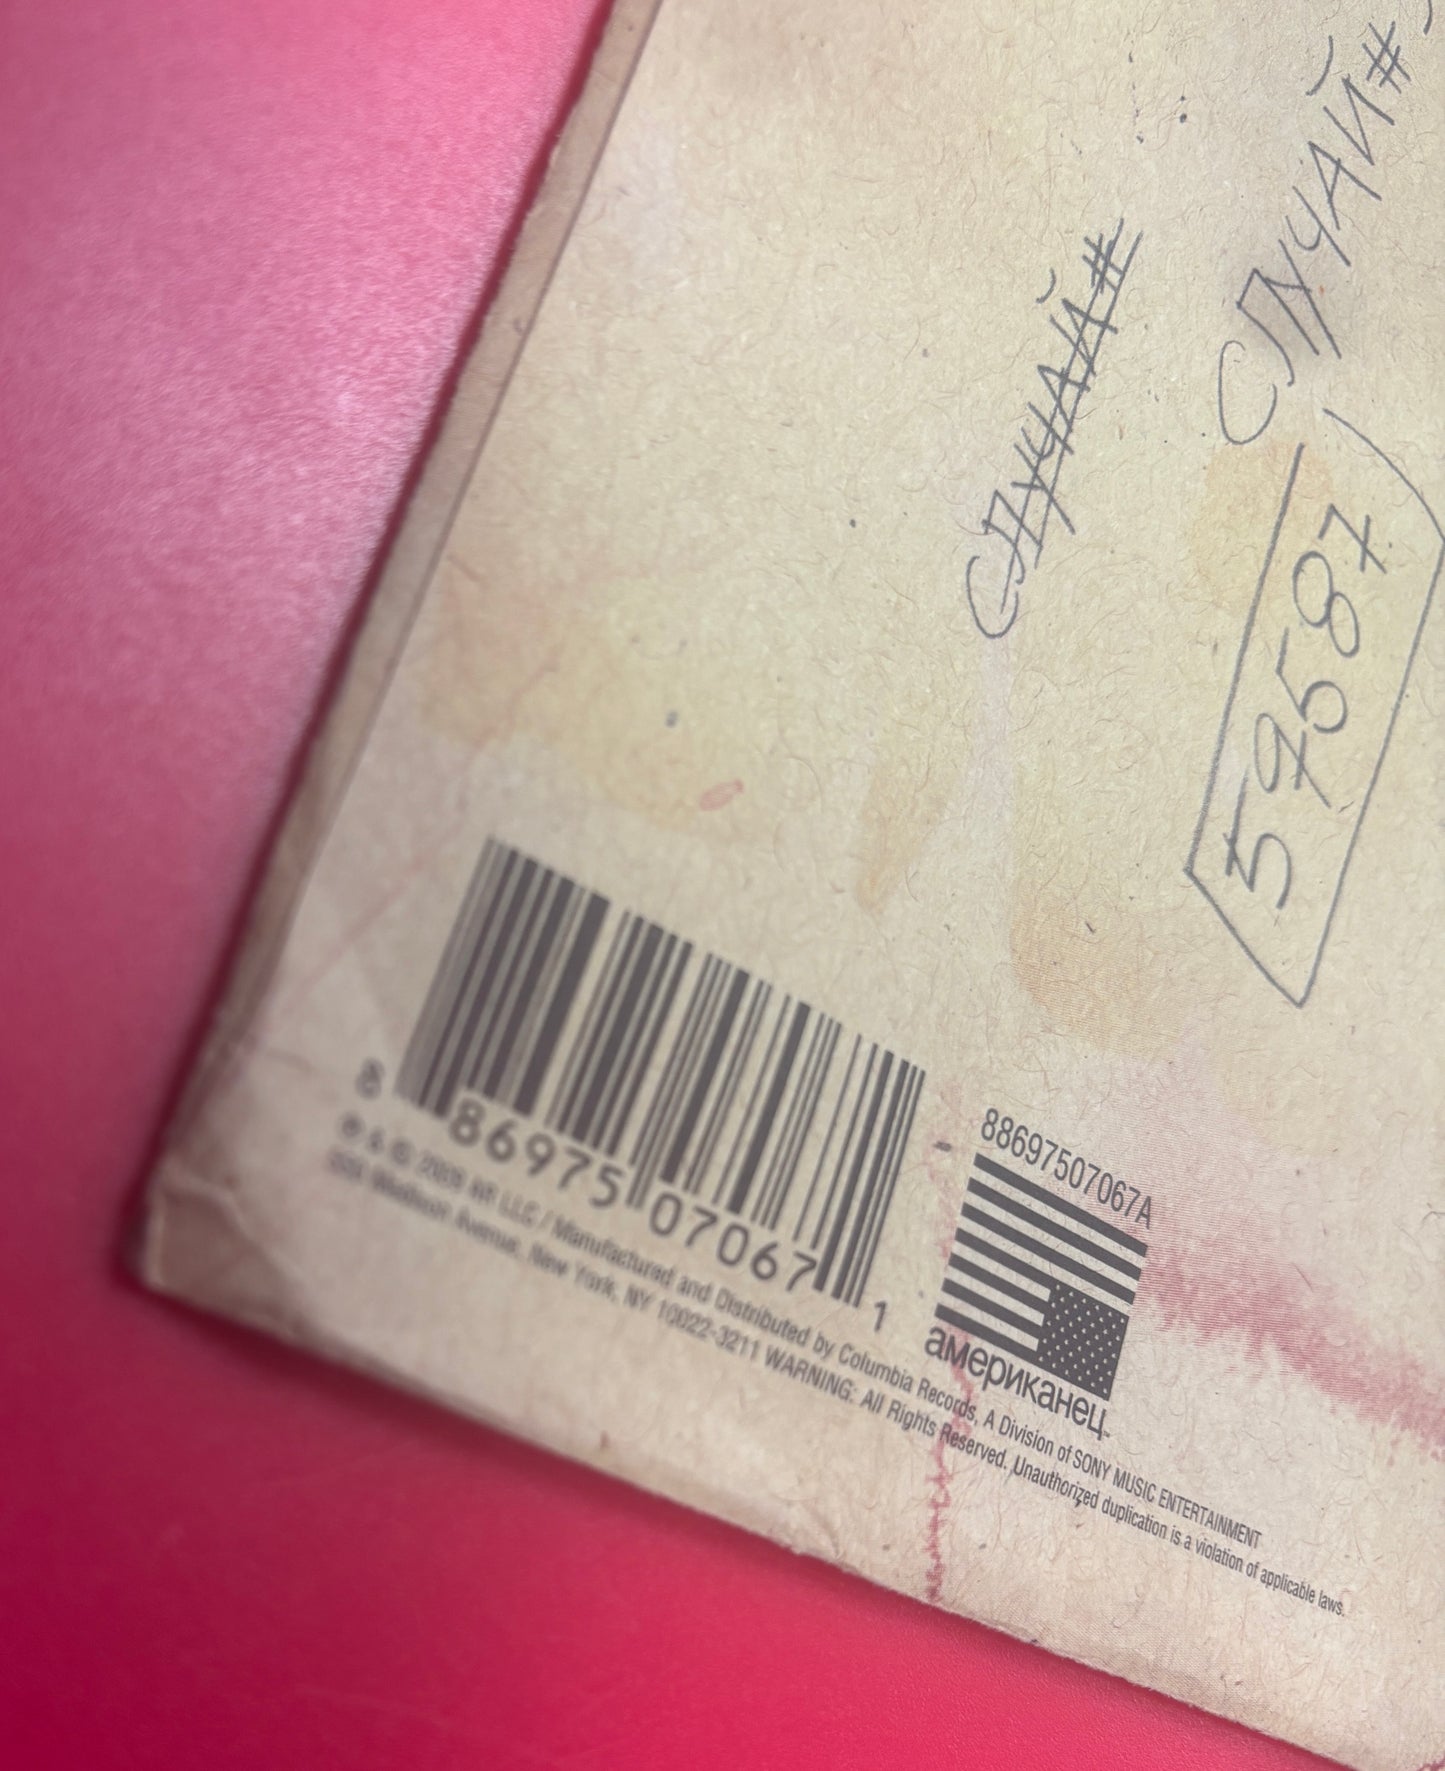 СЛУЧАЙ#
СЛУЧАЙ#
59587
8 86975 07067 1
88697507067A
американец™
℗ & © 2009 AR LLC / Manufactured and Distributed by Columbia Records, A Division of SONY MUSIC ENTERTAINMENT
550 Madison Avenue, New York, NY 10022-3211 WARNING: All Rights Reserved. Unauthorized duplication is a violation of applicable laws.